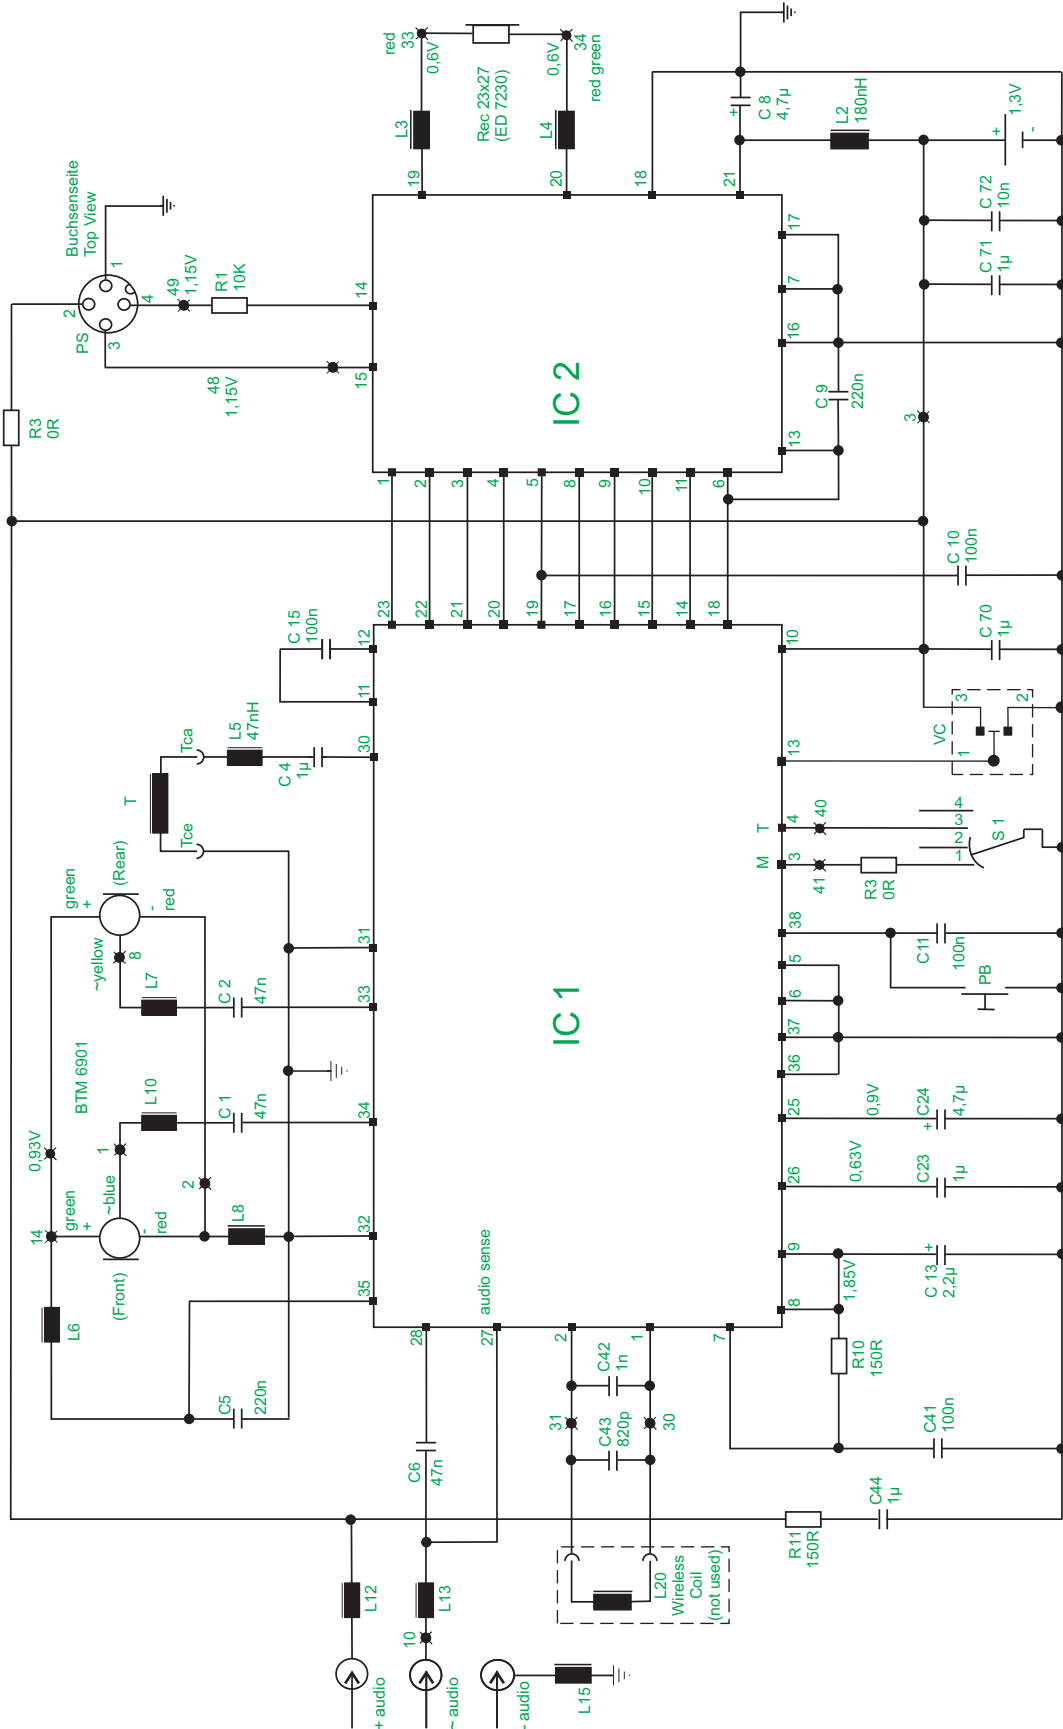 red
33
0,6V
Rec 23x27
(ED 7230)
0,6V
34
red green
L3
L4
19
20
18
21
+
C 8
4,7µ
L2
180nH
+
-
1,3V
Buchsenseite
Top View
1
2
3
4
PS
49
1,15V
R1
10K
14
48
1,15V
15
R3
0R
IC 2
17
7
16
13
C 9
220n
C 72
10n
C 71
1µ
3
1
2
3
4
5
8
9
10
11
6
23
22
21
20
19
17
16
15
14
18
C 10
100n
C 15
100n
12
11
30
T
Tca
Tce
L5
47nH
C 4
1µ
10
C 70
1µ
13
VC
1
3
2
T
4
40
M
3
41
R3
0R
4
3
2
1
S 1
green
+
(Rear)
-
red
~yellow
8
L7
C 2
47n
31
33
IC 1
38
5
6
37
36
C11
100n
PB
BTM 6901
0,93V
L10
C 1
47n
34
1
~blue
2
14
green
+
(Front)
-
red
L8
32
35
L6
C5
220n
25
0,9V
C24
+
4,7µ
26
0,63V
C23
1µ
9
8
1,85V
+
C 13
2,2µ
R10
150R
7
C41
100n
audio sense
28
27
2
1
C42
1n
31
30
C43
820p
C6
47n
C44
1µ
R11
150R
L20
Wireless
Coil
(not used)
L12
L13
10
L15
+ audio
~ audio
- audio